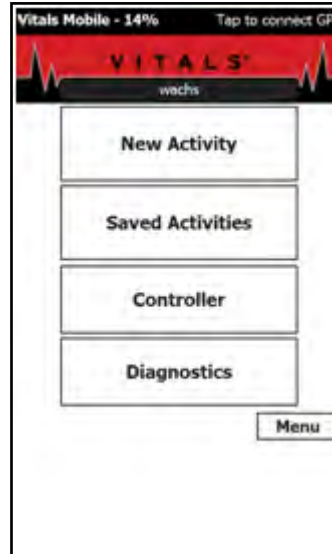 Vitals Mobile - 14% Tap to connect GP
VITALS
wachs
New Activity
Saved Activities
Controller
Diagnostics
Menu